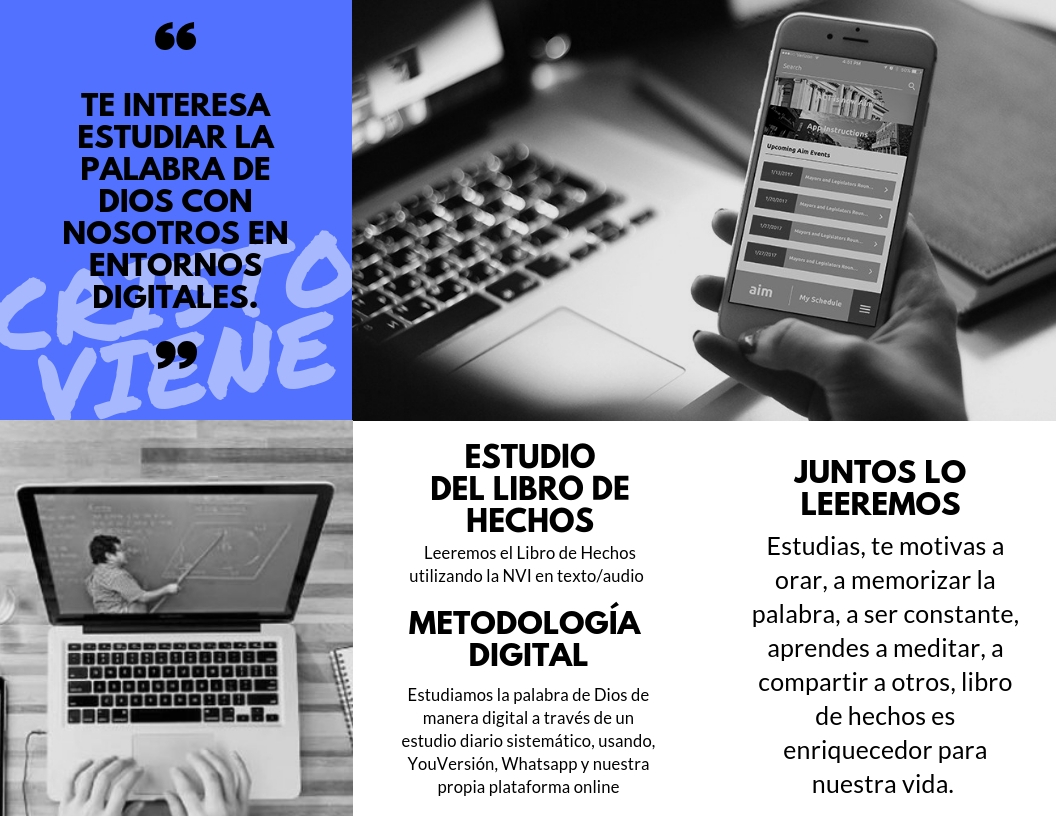 “
TE INTERESA
ESTUDIAR LA
PALABRA DE
DIOS CON
NOSOTROS EN
ENTORNOS
DIGITALES.
”
CRISTO
VIENE
Search
App Instructions
Upcoming Aim Events
1/13/2017 Mayors and Legislators Roun...
1/20/2017 Mayors and Legislators Roun...
1/27/2017 Mayors and Legislators Roun...
1/27/2017 Mayors and Legislators Roun...
aim My Schedule
ESTUDIO
DEL LIBRO DE
HECHOS
Leeremos el Libro de Hechos
utilizando la NVI en texto/audio
METODOLOGÍA
DIGITAL
Estudiamos la palabra de Dios de
manera digital a través de un
estudio diario sistemático, usando,
YouVersión, Whatsapp y nuestra
propia plataforma online
JUNTOS LO
LEEREMOS
Estudias, te motivas a
orar, a memorizar la
palabra, a ser constante,
aprendes a meditar, a
compartir a otros, libro
de hechos es
enriquecedor para
nuestra vida.